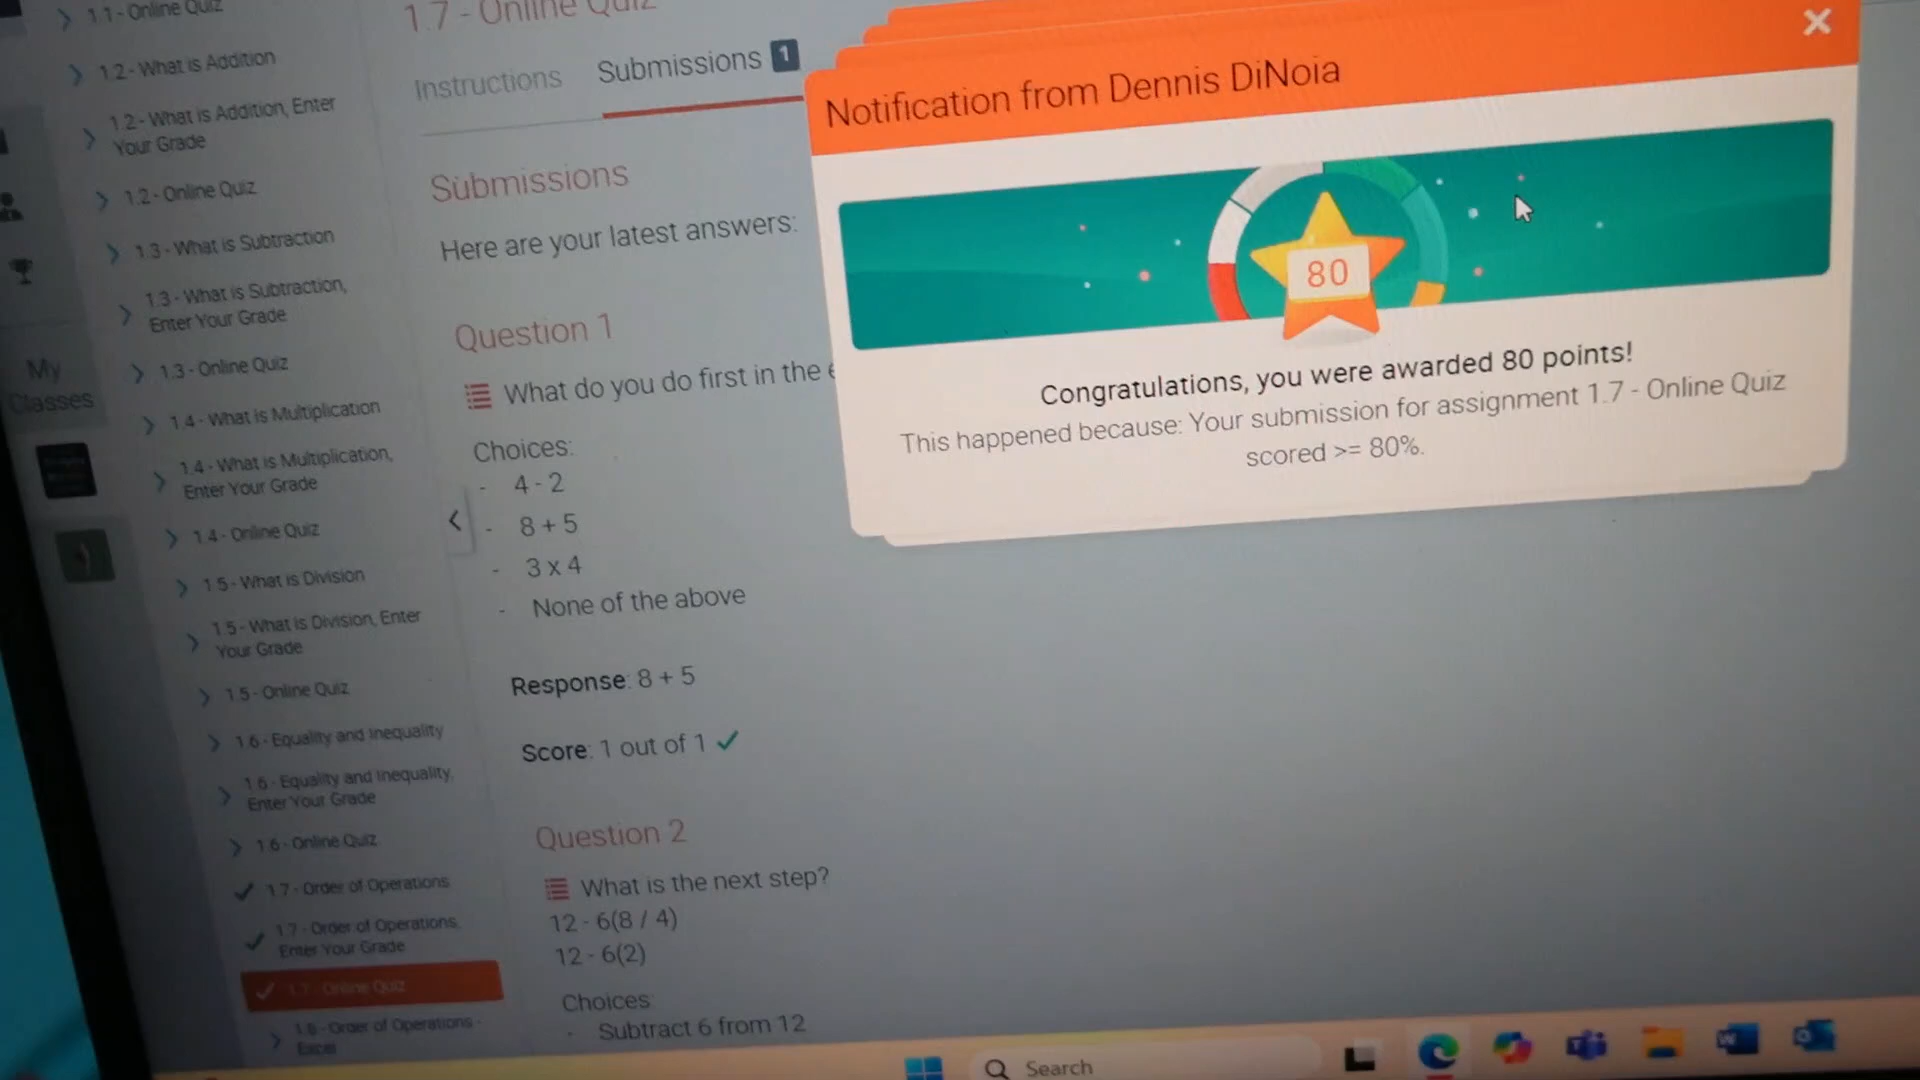 1.1 - Online Quiz
1.2 - What is Addition
1.2 - What is Addition, Enter
Your Grade
1.2 - Online Quiz
1.3 - What is Subtraction
1.3 - What is Subtraction,
Enter Your Grade
1.3 - Online Quiz
1.4 - What is Multiplication
1.4 - What is Multiplication,
Enter Your Grade
1.4 - Online Quiz
1.5 - What is Division
1.5 - What is Division, Enter
Your Grade
1.5 - Online Quiz
1.6 - Equality and Inequality
1.6 - Equality and Inequality,
Enter Your Grade
1.6 - Online Quiz
1.7 - Order of Operations
1.7 - Order of Operations,
Enter Your Grade
1.7 - Online Quiz
1.8 - Order of Operations -
Excel
My
Classes
1.7 - Online Quiz
Instructions
Submissions 1
Submissions
Here are your latest answers:
Question 1
What do you do first in the
Choices:
- 4 - 2
- 8 + 5
- 3 x 4
- None of the above
Response: 8 + 5
Score: 1 out of 1
Question 2
What is the next step?
12 - 6(8 / 4)
12 - 6(2)
Choices:
- Subtract 6 from 12
Notification from Dennis DiNoia
80
Congratulations, you were awarded 80 points!
This happened because: Your submission for assignment 1.7 - Online Quiz
scored >= 80%.
Search